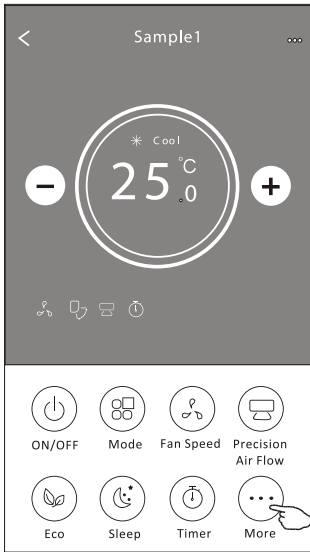 Sample1
Cool
25.0°C
ON/OFF Mode Fan Speed Precision Air Flow
Eco Sleep Timer More